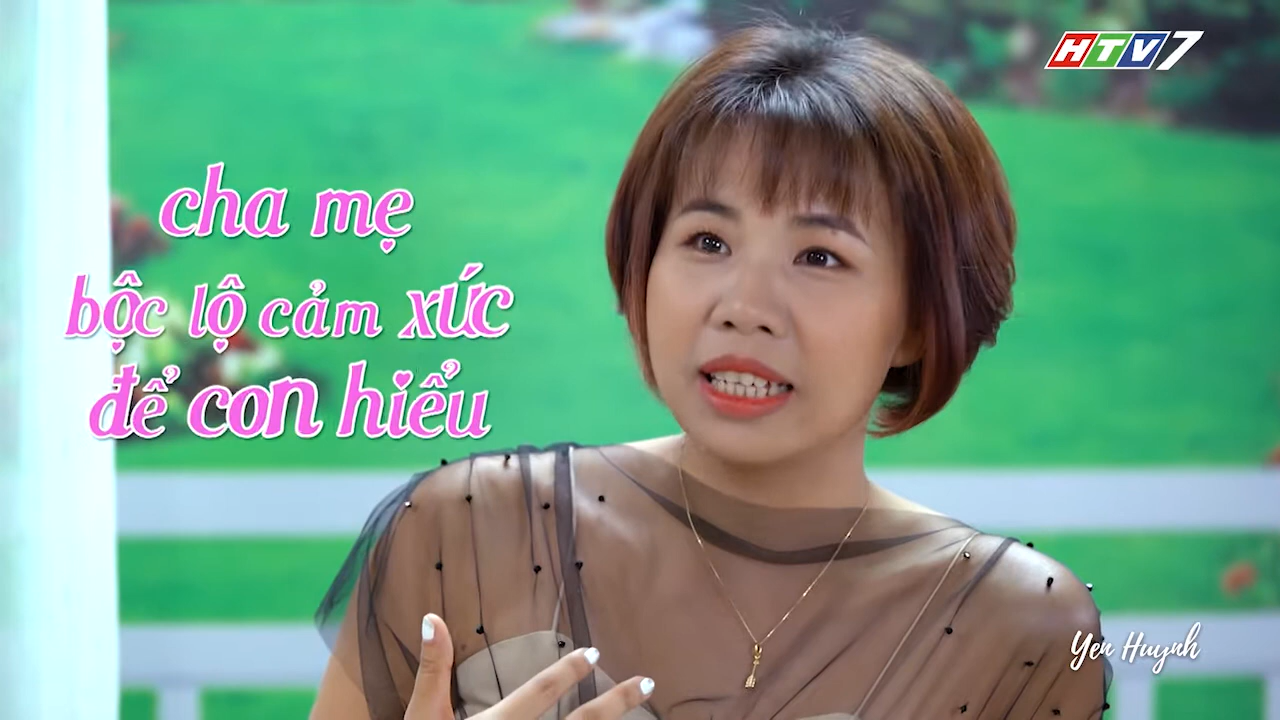 HTV7
cha mẹ
bộc lộ cảm xúc
để con hiểu
Yen Huynh